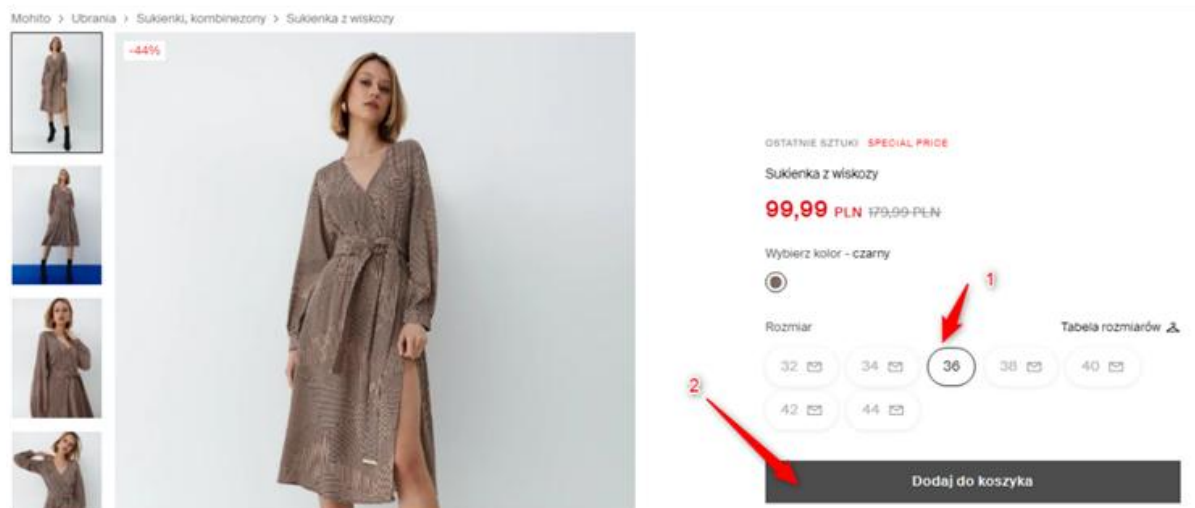 Mohito > Ubrania > Sukienki, kombinezony > Sukienka z wiskozy
-44%
OSTATNIE SZTUKI SPECIAL PRICE
Sukienka z wiskozy
99,99 PLN 179,99 PLN
Wybierz kolor - czarny
1
Rozmiar Tabela rozmiarów
32 34 36 38 40
2
42 44
Dodaj do koszyka